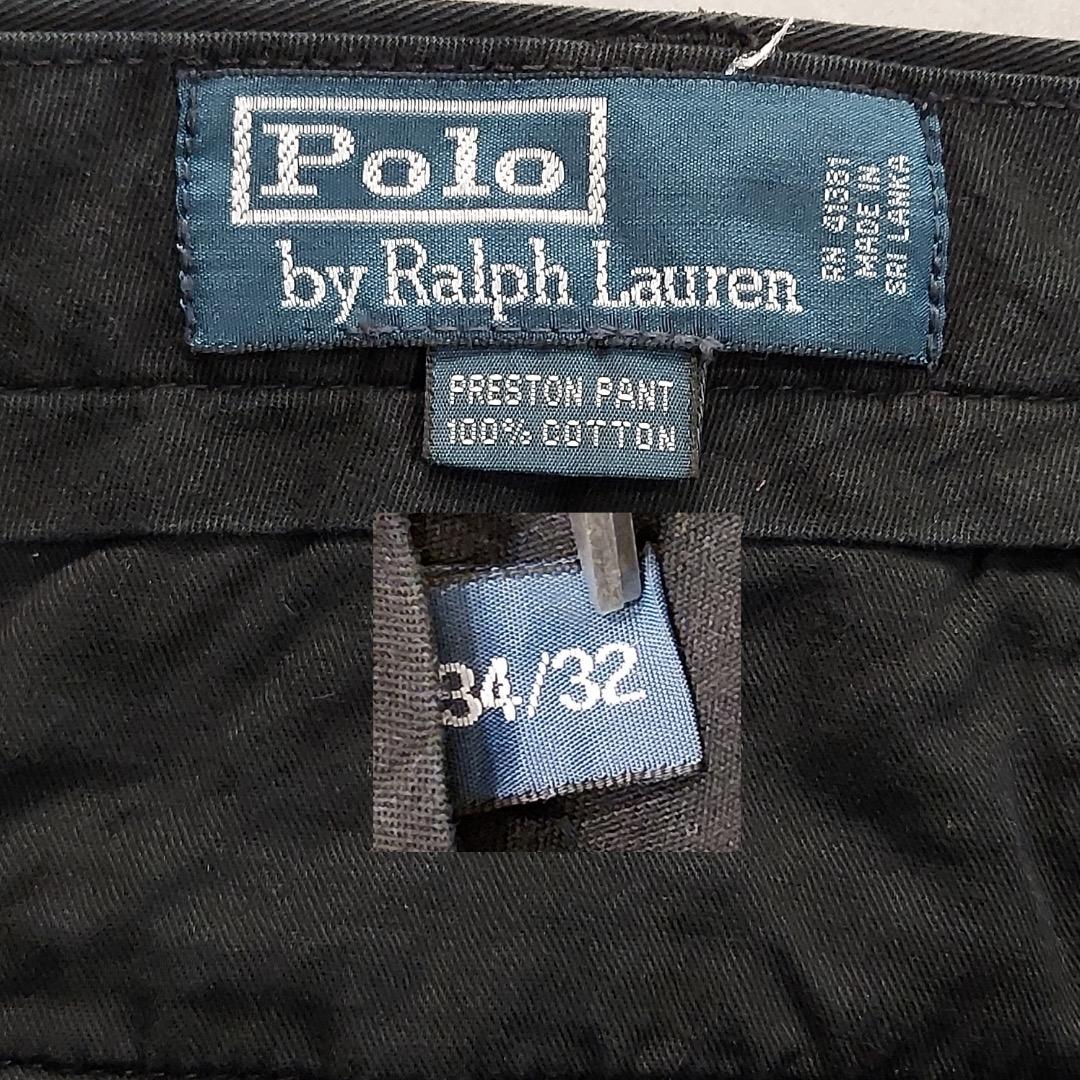 Polo
by Ralph Lauren
RN 41381
MADE IN
SRI LANKA
PRESTON PANT
100% COTTON
34/32